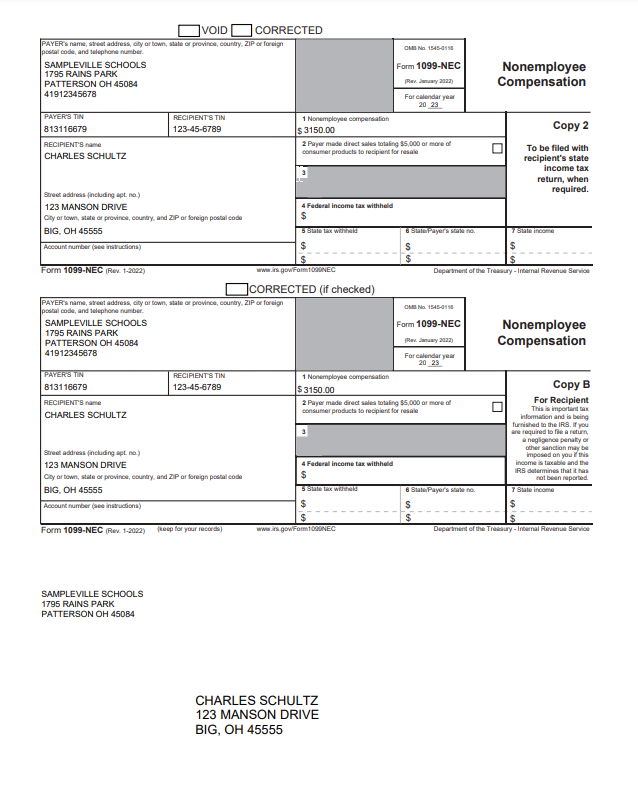 VOID CORRECTED
PAYER's name, street address, city or town, state or province, country, ZIP or foreign
postal code, and telephone number.
SAMPLEVILLE SCHOOLS
1795 RAINS PARK
PATTERSON OH 45084
41912345678
OMB No. 1545-0116
Form 1099-NEC
(Rev. January 2022)
For calendar year
20 23
Nonemployee
Compensation
PAYER'S TIN
813116679
RECIPIENT'S TIN
123-45-6789
1 Nonemployee compensation
$ 3150.00
Copy 2
To be filed with
recipient's state
income tax
return, when
required.
RECIPIENT'S name
CHARLES SCHULTZ
2 Payer made direct sales totaling $5,000 or more of
consumer products to recipient for resale
3
Street address (including apt. no.)
123 MANSON DRIVE
4 Federal income tax withheld
$
City or town, state or province, country, and ZIP or foreign postal code
BIG, OH 45555
5 State tax withheld
$
$
6 State/Payer's state no.
$
$
7 State income
$
$
Account number (see instructions)
Form 1099-NEC (Rev. 1-2022) www.irs.gov/Form1099NEC Department of the Treasury - Internal Revenue Service
CORRECTED (if checked)
PAYER'S name, street address, city or town, state or province, country, ZIP or foreign
postal code, and telephone number.
SAMPLEVILLE SCHOOLS
1795 RAINS PARK
PATTERSON OH 45084
41912345678
OMB No. 1545-0116
Form 1099-NEC
(Rev. January 2022)
For calendar year
20 23
Nonemployee
Compensation
PAYER'S TIN
813116679
RECIPIENT'S TIN
123-45-6789
1 Nonemployee compensation
$ 3150.00
Copy B
For Recipient
This is important tax
information and is being
furnished to the IRS. If you
are required to file a return,
a negligence penalty or
other sanction may be
imposed on you if this
income is taxable and the
IRS determines that it has
not been reported.
RECIPIENT'S name
CHARLES SCHULTZ
2 Payer made direct sales totaling $5,000 or more of
consumer products to recipient for resale
3
Street address (including apt. no.)
123 MANSON DRIVE
4 Federal income tax withheld
$
City or town, state or province, country, and ZIP or foreign postal code
BIG, OH 45555
5 State tax withheld
$
$
6 State/Payer's state no.
$
$
7 State income
$
$
Account number (see instructions)
Form 1099-NEC (Rev. 1-2022) (keep for your records) www.irs.gov/Form1099NEC Department of the Treasury - Internal Revenue Service
SAMPLEVILLE SCHOOLS
1795 RAINS PARK
PATTERSON OH 45084
CHARLES SCHULTZ
123 MANSON DRIVE
BIG, OH 45555